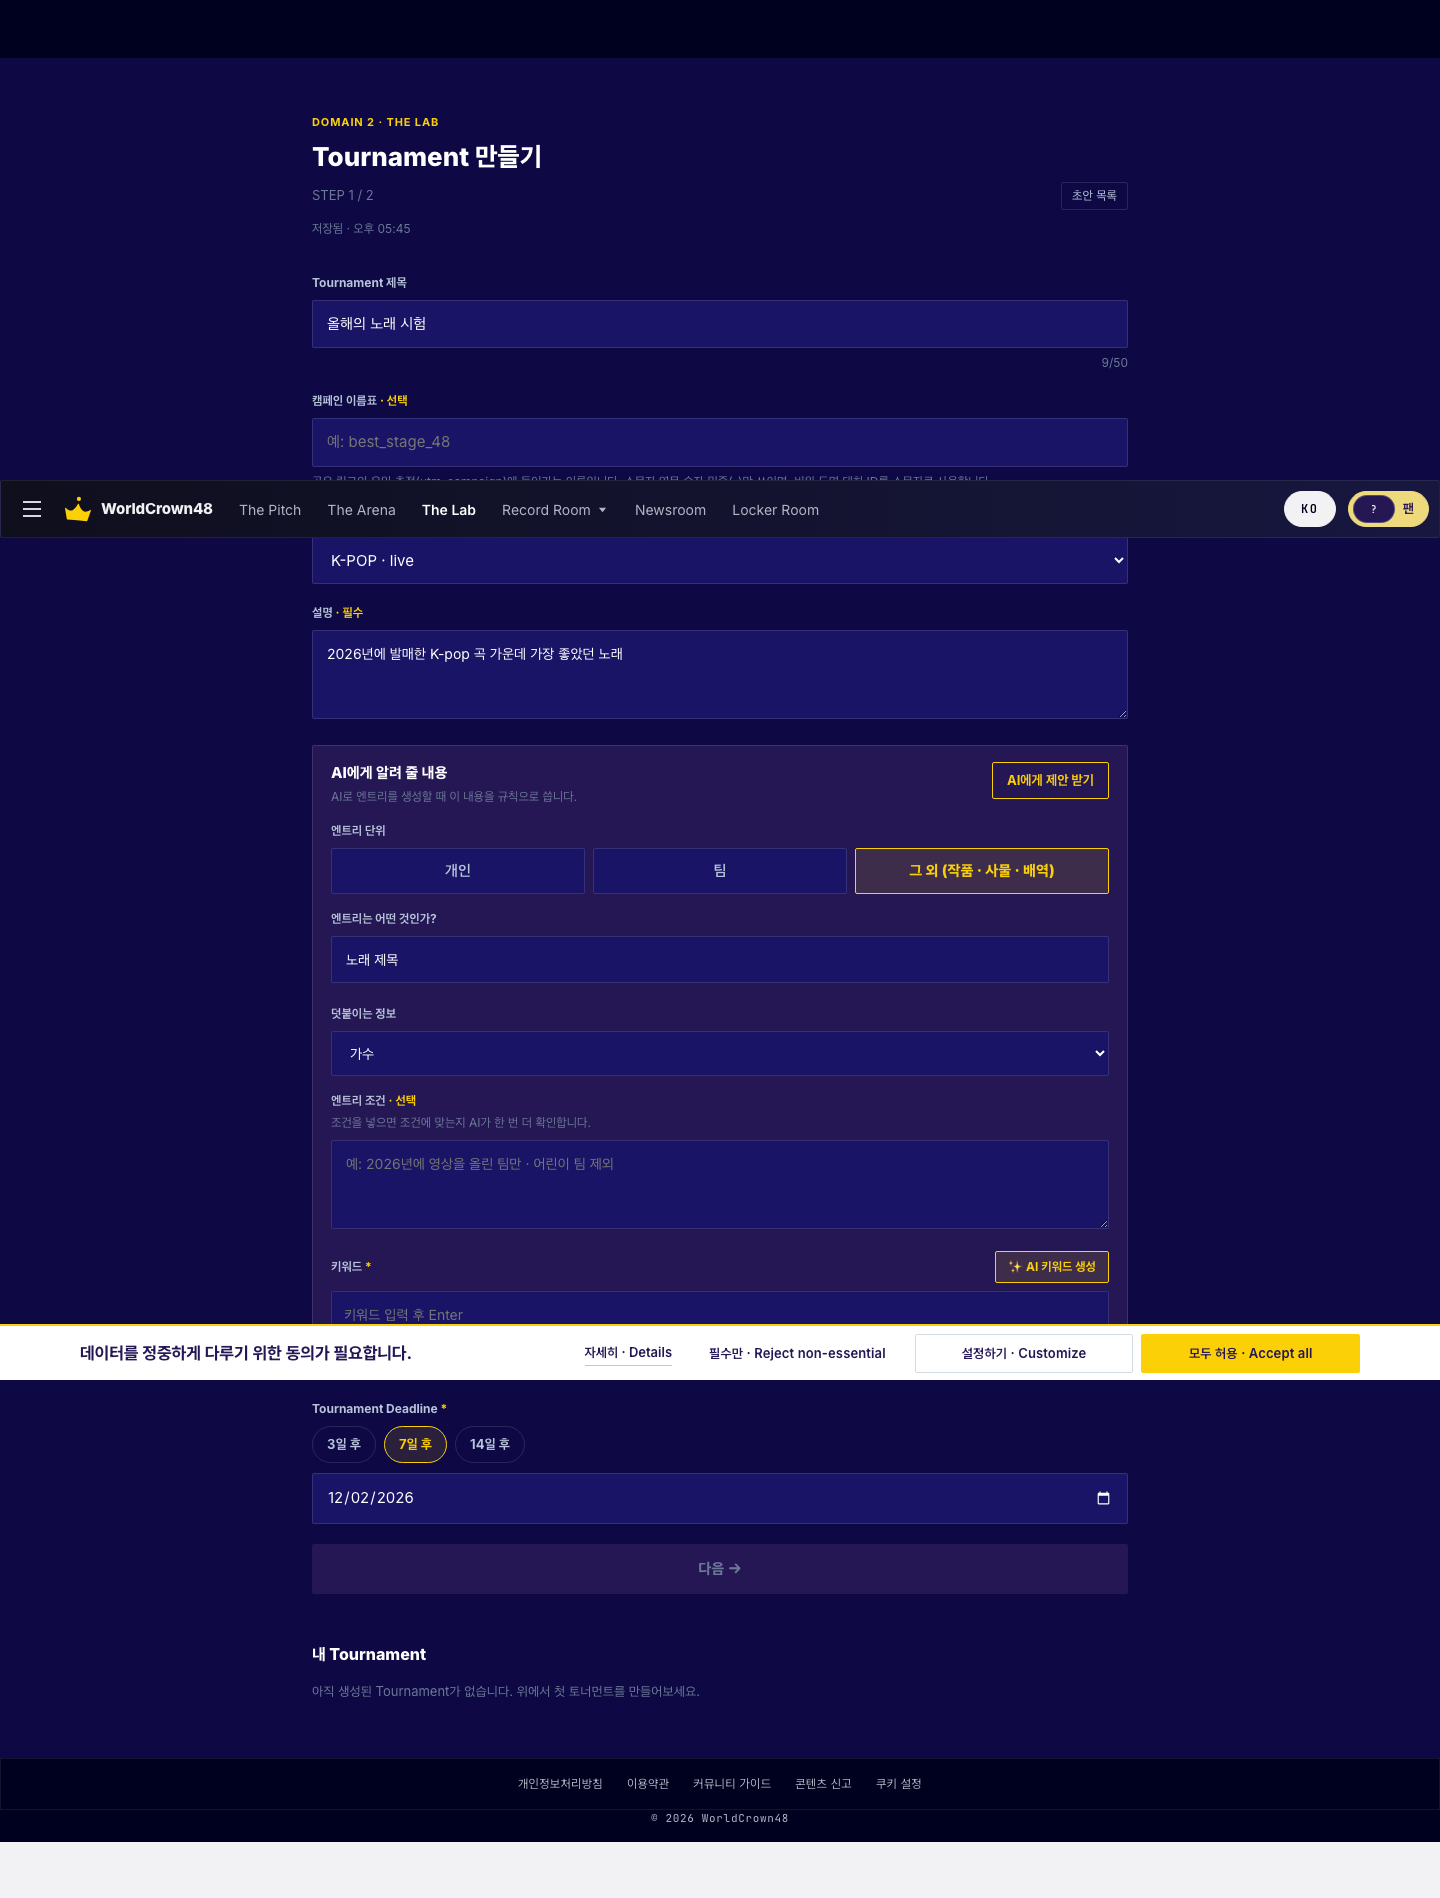 DOMAIN 2 · THE LAB
Tournament 만들기
STEP 1 / 2
초안 목록
저장됨 · 오후 05:45
Tournament 제목
올해의 노래 시험
9/50
캠페인 이름표 · 선택
예: best_stage_48
WorldCrown48
The Pitch
The Arena
The Lab
Record Room
Newsroom
Locker Room
KO
?
팬
K-POP · live
설명 · 필수
2026년에 발매한 K-pop 곡 가운데 가장 좋았던 노래
AI에게 알려 줄 내용
AI에게 제안 받기
AI로 엔트리를 생성할 때 이 내용을 규칙으로 씁니다.
엔트리 단위
개인
팀
그 외 (작품 · 사물 · 배역)
엔트리는 어떤 것인가?
노래 제목
덧붙이는 정보
가수
엔트리 조건 · 선택
조건을 넣으면 조건에 맞는지 AI가 한 번 더 확인합니다.
예: 2026년에 영상을 올린 팀만 · 어린이 팀 제외
키워드 *
✨ AI 키워드 생성
키워드 입력 후 Enter
데이터를 정중하게 다루기 위한 동의가 필요합니다.
자세히 · Details
필수만 · Reject non-essential
설정하기 · Customize
모두 허용 · Accept all
Tournament Deadline *
3일 후
7일 후
14일 후
12/02/2026
다음 →
내 Tournament
아직 생성된 Tournament가 없습니다. 위에서 첫 토너먼트를 만들어보세요.
개인정보처리방침
이용약관
커뮤니티 가이드
콘텐츠 신고
쿠키 설정
© 2026 WorldCrown48